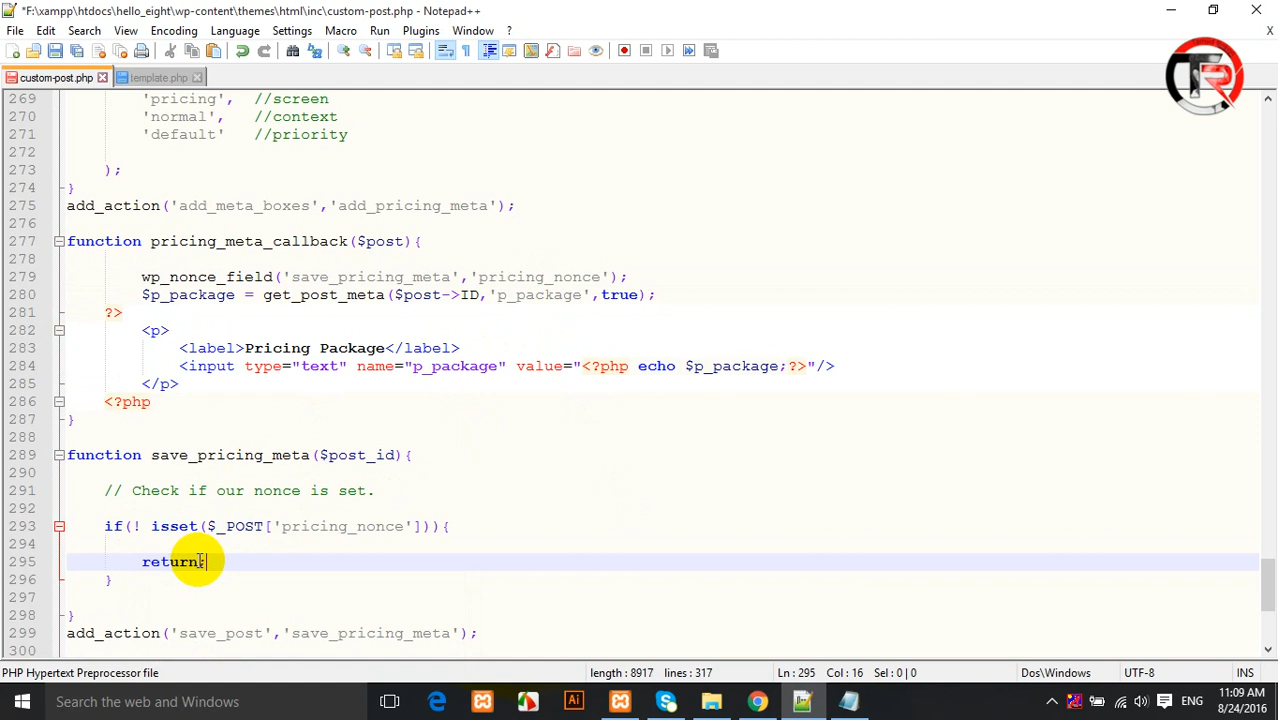 *F:\xampp\htdocs\hello_eight\wp-content\themes\html\inc\custom-post.php - Notepad++
File Edit Search View Encoding Language Settings Macro Run Plugins Window ? X
custom-post.php template.php
TR
269 'pricing', //screen
270 'normal', //context
271 'default' //priority
272
273 );
274 }
275 add_action('add_meta_boxes','add_pricing_meta');
276
277 function pricing_meta_callback($post){
278
279 wp_nonce_field('save_pricing_meta','pricing_nonce');
280 $p_package = get_post_meta($post->ID,'p_package',true);
281 ?>
282 <p>
283 <label>Pricing Package</label>
284 <input type="text" name="p_package" value="<?php echo $p_package;?>"/>
285 </p>
286 <?php
287 }
288
289 function save_pricing_meta($post_id){
290
291 // Check if our nonce is set.
292
293 if(! isset($_POST['pricing_nonce'])){
294
295 return;
296 }
297
298 }
299 add_action('save_post','save_pricing_meta');
300
PHP Hypertext Preprocessor file length : 8917 lines : 317 Ln : 295 Col : 16 Sel : 0 | 0 Dos\Windows UTF-8 INS
Search the web and Windows
ENG
11:09 AM
8/24/2016